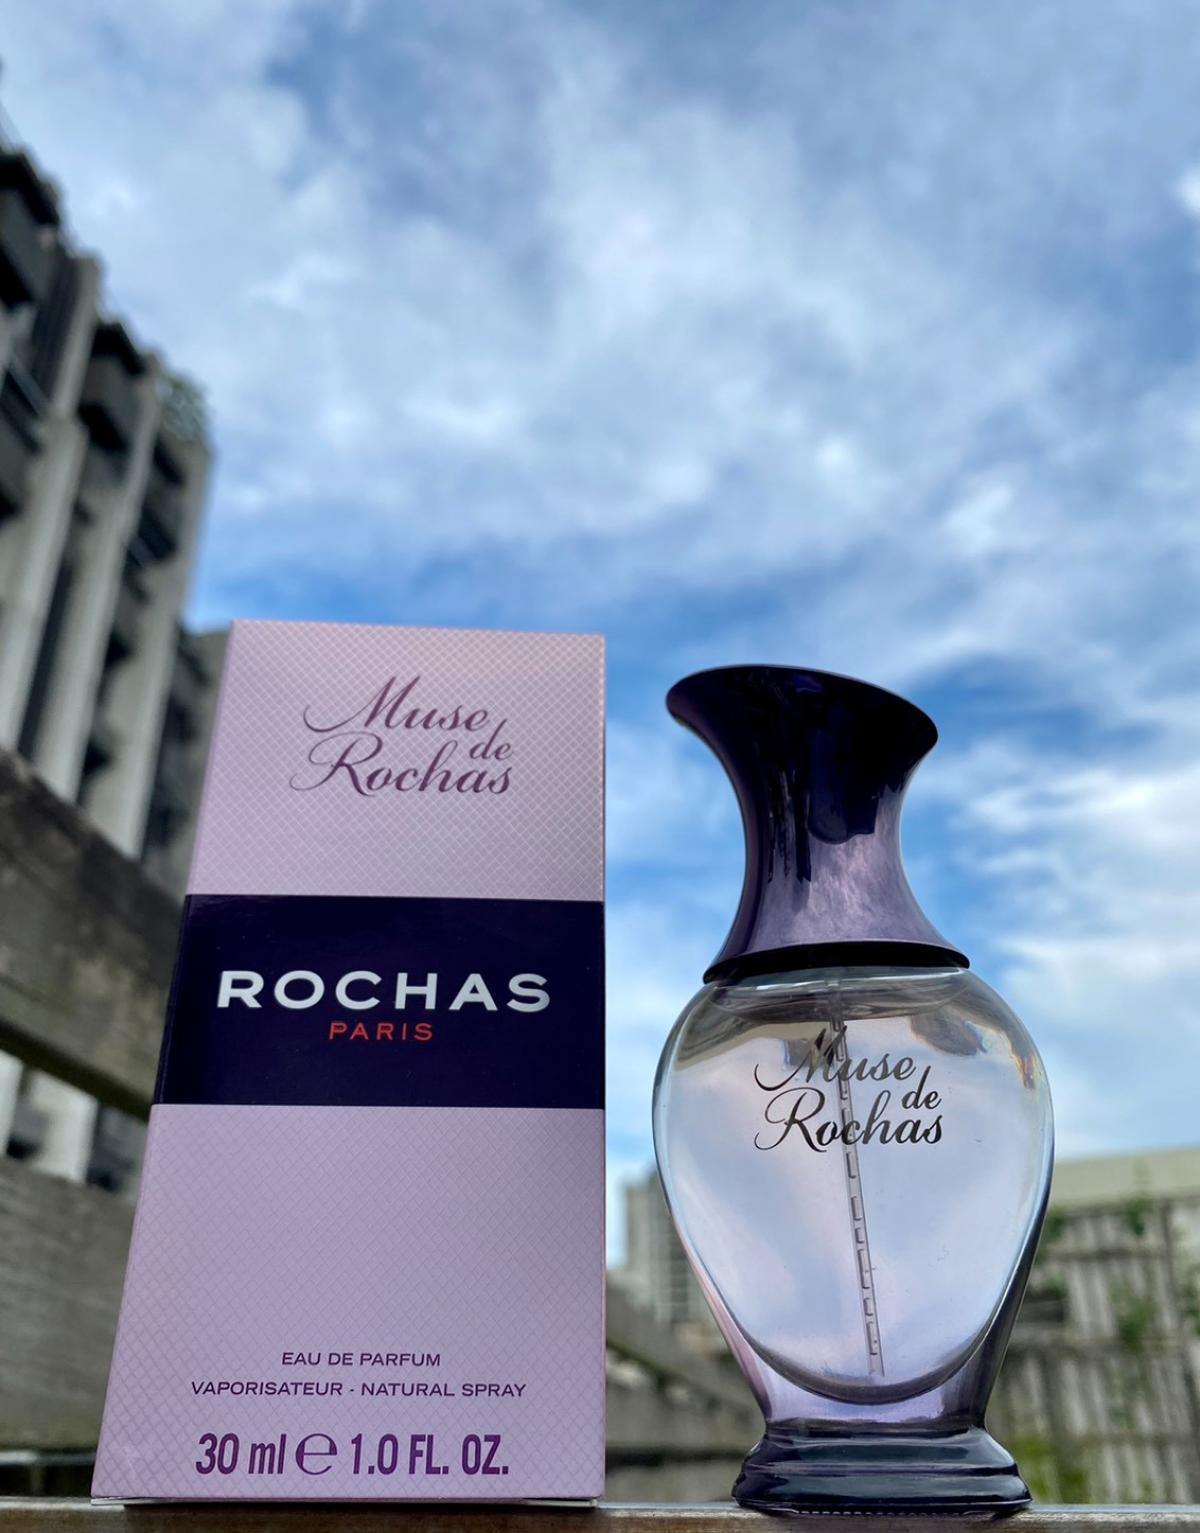 Muse
de
Rochas
ROCHAS
PARIS
EAU DE PARFUM
VAPORISATEUR - NATURAL SPRAY
30 ml ℮ 1.0 FL. OZ.
Muse
de
Rochas